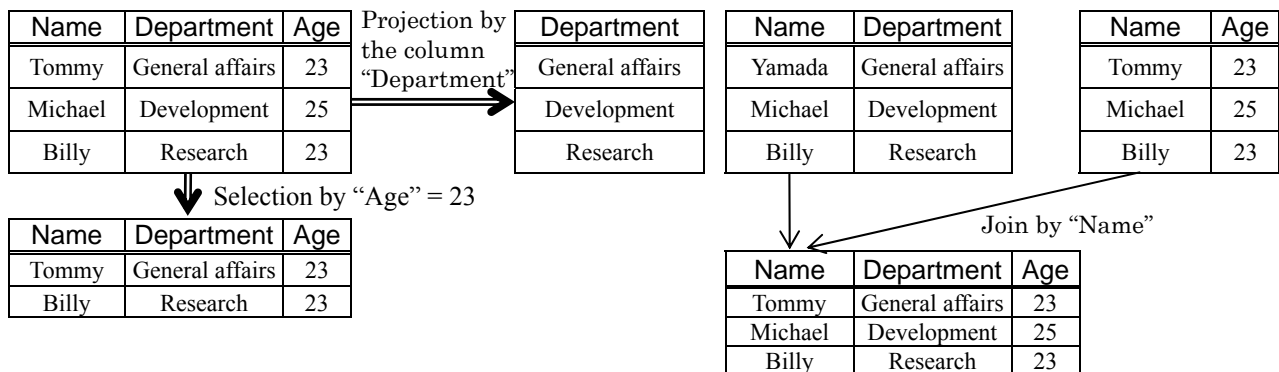 Name Department Age
Tommy General affairs 23
Michael Development 25
Billy Research 23
Projection by
the column
“Department”
Department
General affairs
Development
Research
Selection by “Age” = 23
Name Department Age
Tommy General affairs 23
Billy Research 23
Name Department
Yamada General affairs
Michael Development
Billy Research
Name Age
Tommy 23
Michael 25
Billy 23
Join by “Name”
Name Department Age
Tommy General affairs 23
Michael Development 25
Billy Research 23